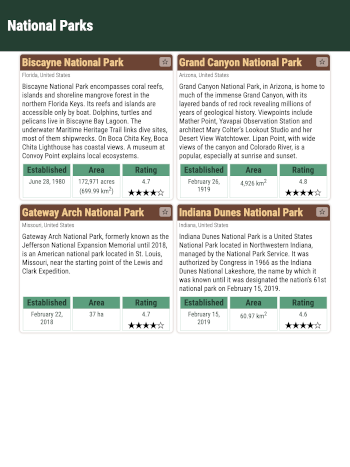 National Parks
Biscayne National Park
Florida, United States
Biscayne National Park encompasses coral reefs,
islands and shoreline mangrove forest in the
northern Florida Keys. Its reefs and islands are
accessible only by boat. Dolphins, turtles and
pelicans live in Biscayne Bay Lagoon. The
underwater Maritime Heritage Trail links dive sites,
most of them shipwrecks. On Boca Chita Key, Boca
Chita Lighthouse has coastal views. A museum at
Convoy Point explains local ecosystems.
Established Area Rating
June 28, 1980 172,971 acres 4.7
(699.99 km²) ★★★★☆
Grand Canyon National Park
Arizona, United States
Grand Canyon National Park, in Arizona, is home to
much of the immense Grand Canyon, with its
layered bands of red rock revealing millions of
years of geological history. Viewpoints include
Mather Point, Yavapai Observation Station and
architect Mary Colter's Lookout Studio and her
Desert View Watchtower. Lipan Point, with wide
views of the canyon and Colorado River, is a
popular, especially at sunrise and sunset.
Established Area Rating
February 26, 4,926 km² 4.8
1919 ★★★★☆
Gateway Arch National Park
Missouri, United States
Gateway Arch National Park, formerly known as the
Jefferson National Expansion Memorial until 2018,
is an American national park located in St. Louis,
Missouri, near the starting point of the Lewis and
Clark Expedition.
Established Area Rating
February 22, 37 ha 4.7
2018 ★★★★☆
Indiana Dunes National Park
Indiana, United States
Indiana Dunes National Park is a United States
National Park located in Northwestern Indiana,
managed by the National Park Service. It was
authorized by Congress in 1966 as the Indiana
Dunes National Lakeshore, the name by which it
was known until it was designated the nation's 61st
national park on February 15, 2019.
Established Area Rating
February 15, 60.97 km² 4.6
2019 ★★★★☆